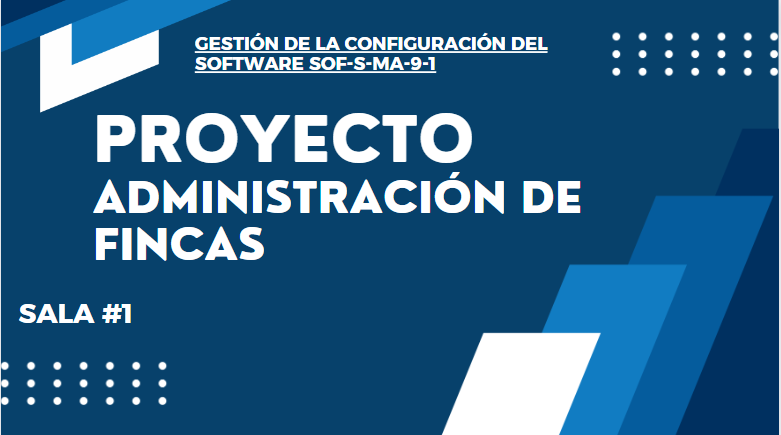 GESTIÓN DE LA CONFIGURACIÓN DEL
SOFTWARE SOF-S-MA-9-1
PROYECTO
ADMINISTRACIÓN DE
FINCAS
SALA #1